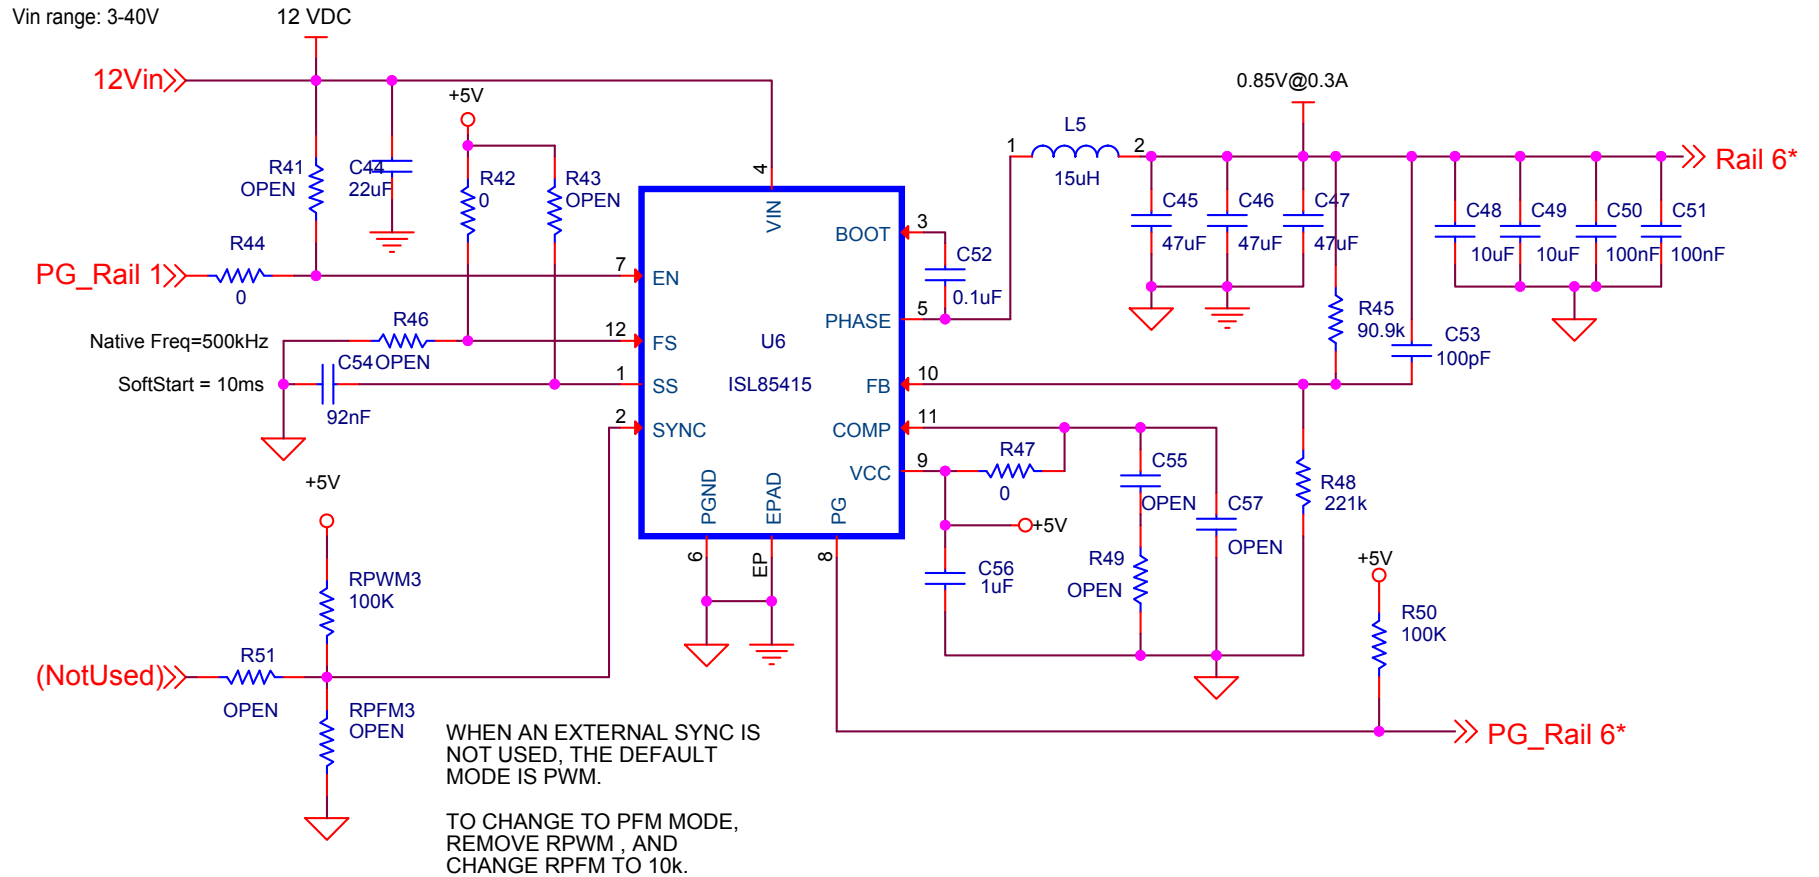 Vin range: 3-40V
12 VDC
12Vin
+5V
0.85V@0.3A
R41
OPEN
C44
22uF
R42
0
R43
OPEN
4
VIN
1
L5
2
15uH
Rail 6*
C45
47uF
C46
47uF
C47
47uF
C48
10uF
C49
10uF
C50
100nF
C51
100nF
R44
0
PG_Rail 1
7
EN
BOOT
3
C52
0.1uF
PHASE
5
R45
90.9k
C53
100pF
Native Freq=500kHz
R46
OPEN
12
FS
U6
ISL85415
SoftStart = 10ms
C54
92nF
1
SS
FB
10
2
SYNC
COMP
11
VCC
9
R47
0
C55
OPEN
C57
OPEN
R48
221k
+5V
PGND
EPAD
PG
6
EP
8
C56
1uF
R49
OPEN
+5V
RPWM3
100K
+5V
R50
100K
(NotUsed)
R51
OPEN
RPFM3
OPEN
PG_Rail 6*
WHEN AN EXTERNAL SYNC IS
NOT USED, THE DEFAULT
MODE IS PWM.
TO CHANGE TO PFM MODE,
REMOVE RPWM , AND
CHANGE RPFM TO 10k.